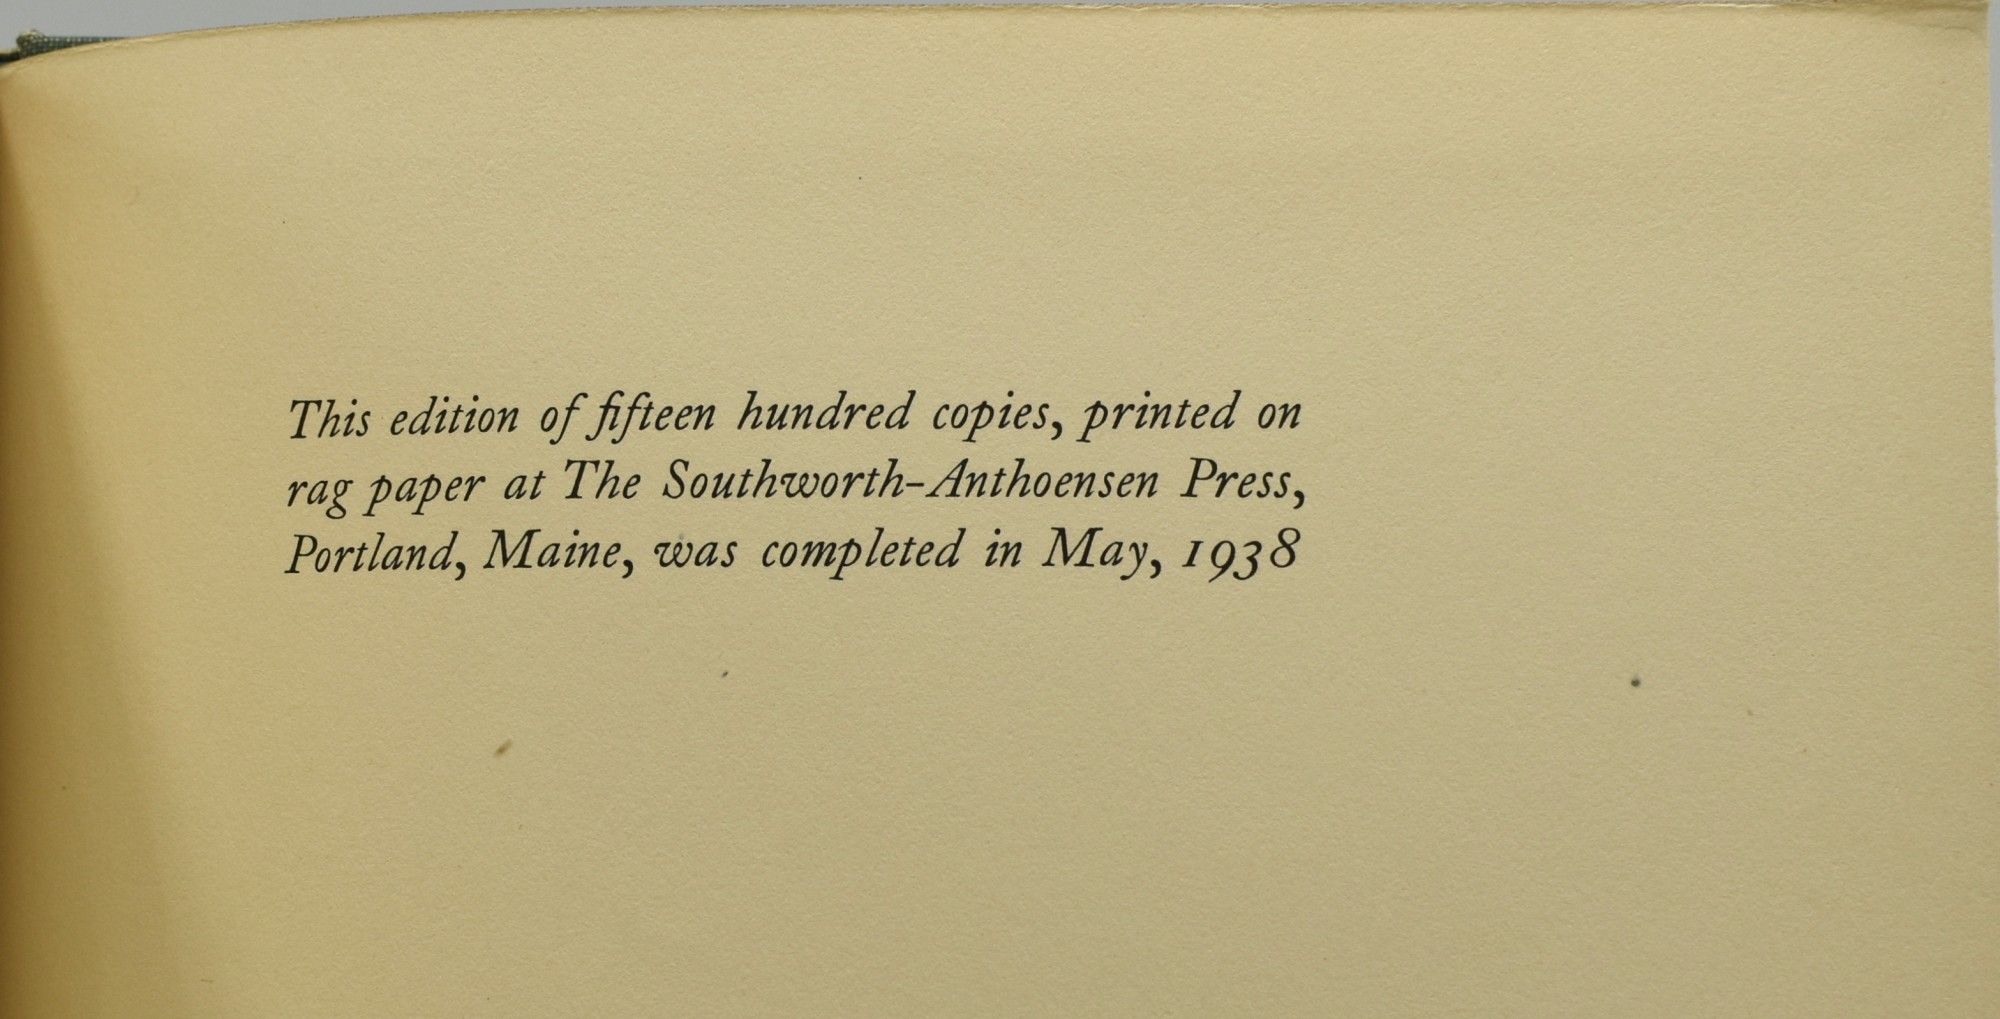 This edition of fifteen hundred copies, printed on
rag paper at The Southworth-Anthoensen Press,
Portland, Maine, was completed in May, 1938